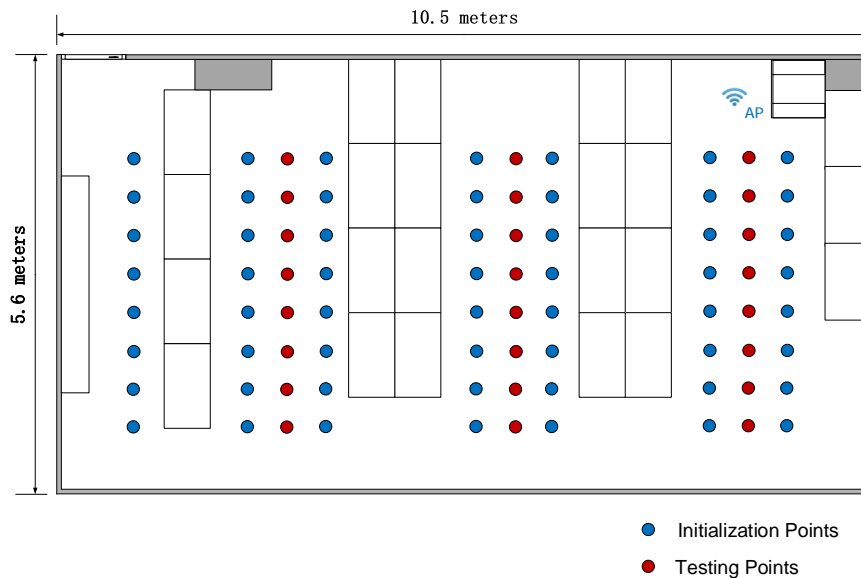 10.5 meters
5.6 meters
AP
Initialization Points
Testing Points